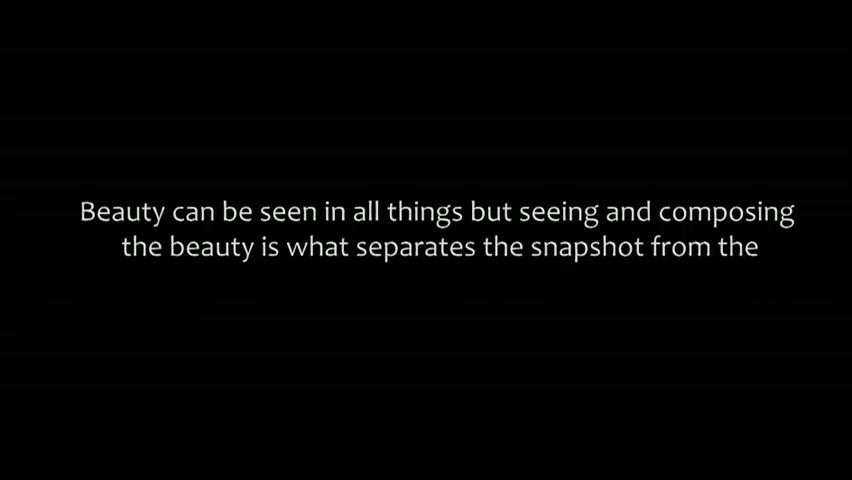 Beauty can be seen in all things but seeing and composing
the beauty is what separates the snapshot from the